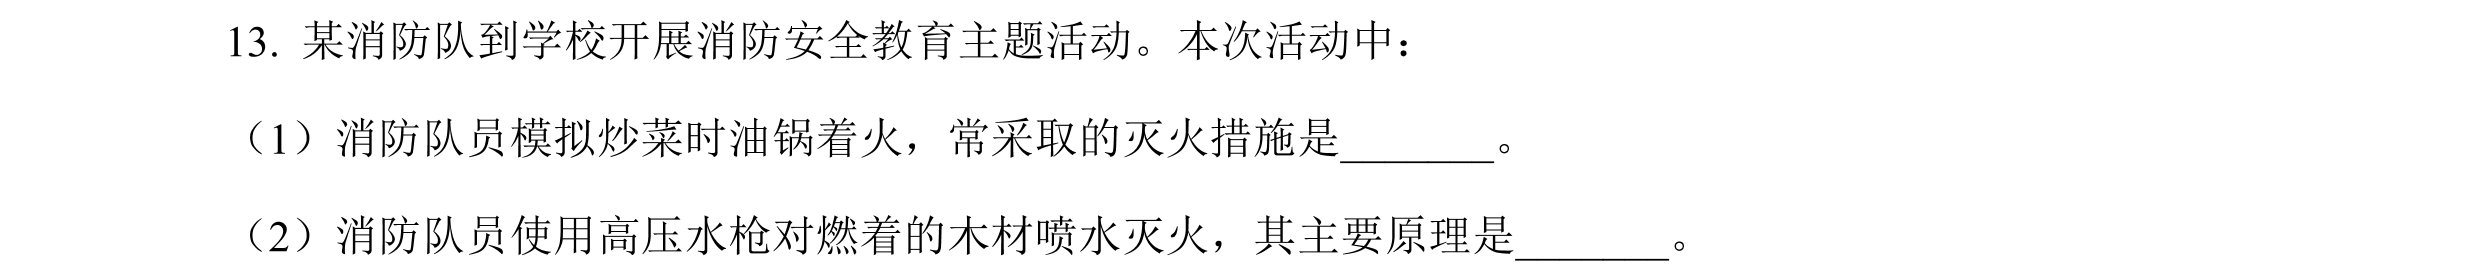 13. 某消防队到学校开展消防安全教育主题活动。本次活动中：
（1）消防队员模拟炒菜时油锅着火，常采取的灭火措施是_______。
（2）消防队员使用高压水枪对燃着的木材喷水灭火，其主要原理是_______。